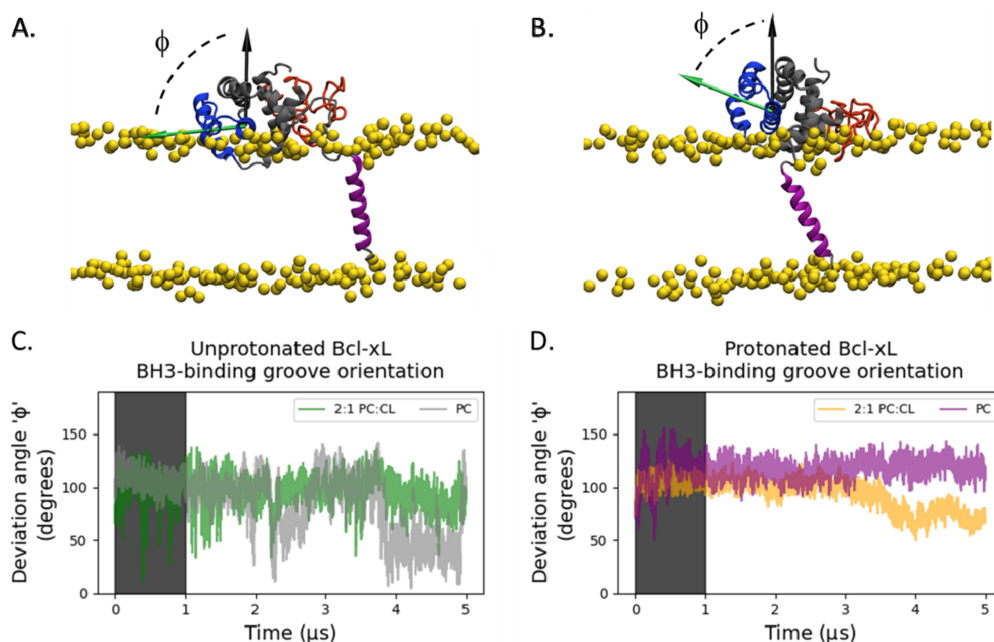 A.
ϕ
B.
ϕ
C.
Unprotonated Bcl-xL
BH3-binding groove orientation
2:1 PC:CL
PC
Deviation angle 'ϕ'
(degrees)
150
100
50
0
0 1 2 3 4 5
Time (μs)
D.
Protonated Bcl-xL
BH3-binding groove orientation
2:1 PC:CL
PC
Deviation angle 'ϕ'
(degrees)
150
100
50
0
0 1 2 3 4 5
Time (μs)